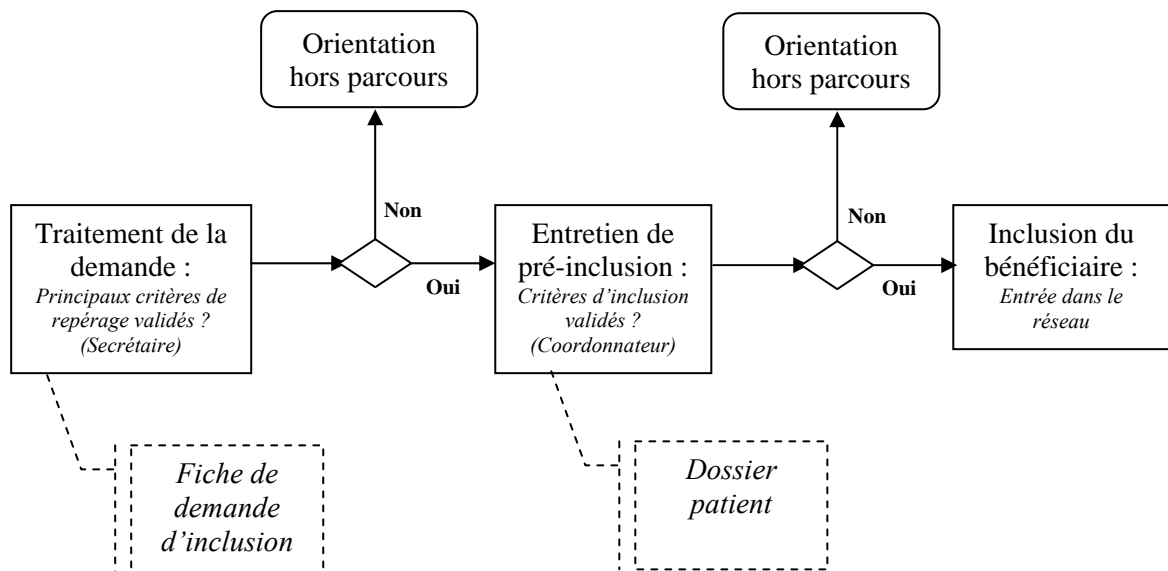 Orientation
hors parcours
Orientation
hors parcours
Non
Non
Traitement de la
demande :
Principaux critères de
repérage validés ?
(Secrétaire)
Oui
Entretien de
pré-inclusion :
Critères d’inclusion
validés ?
(Coordonnateur)
Oui
Inclusion du
bénéficiaire :
Entrée dans le
réseau
Fiche de
demande
d’inclusion
Dossier
patient